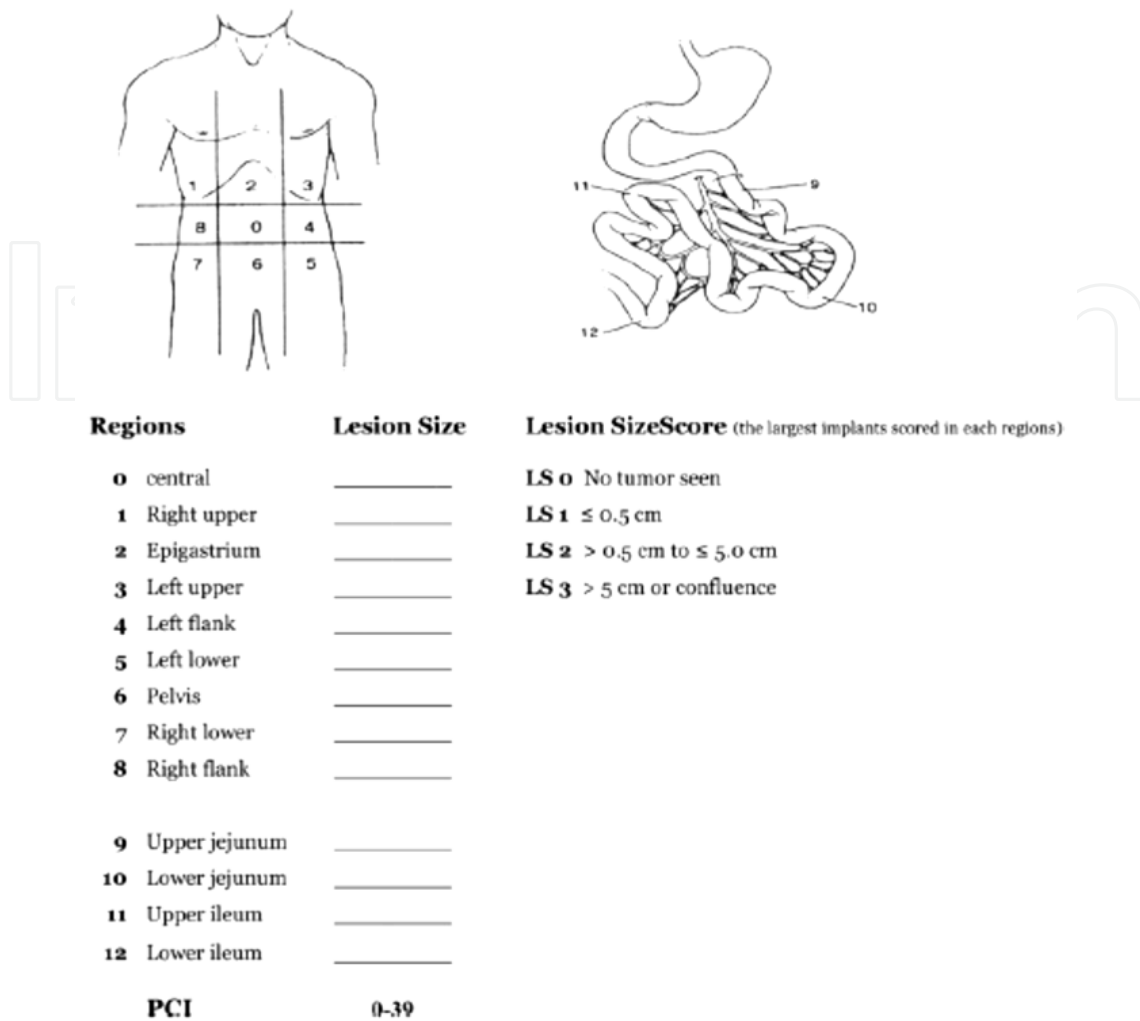 1 2 3
8 0 4
7 6 5
11 9
10
12
Regions Lesion Size Lesion SizeScore (the largest implants scored in each regions)
0 central LS 0 No tumor seen
1 Right upper LS 1 ≤ 0.5 cm
2 Epigastrium LS 2 > 0.5 cm to ≤ 5.0 cm
3 Left upper LS 3 > 5 cm or confluence
4 Left flank
5 Left lower
6 Pelvis
7 Right lower
8 Right flank
9 Upper jejunum
10 Lower jejunum
11 Upper ileum
12 Lower ileum
PCI 0-39